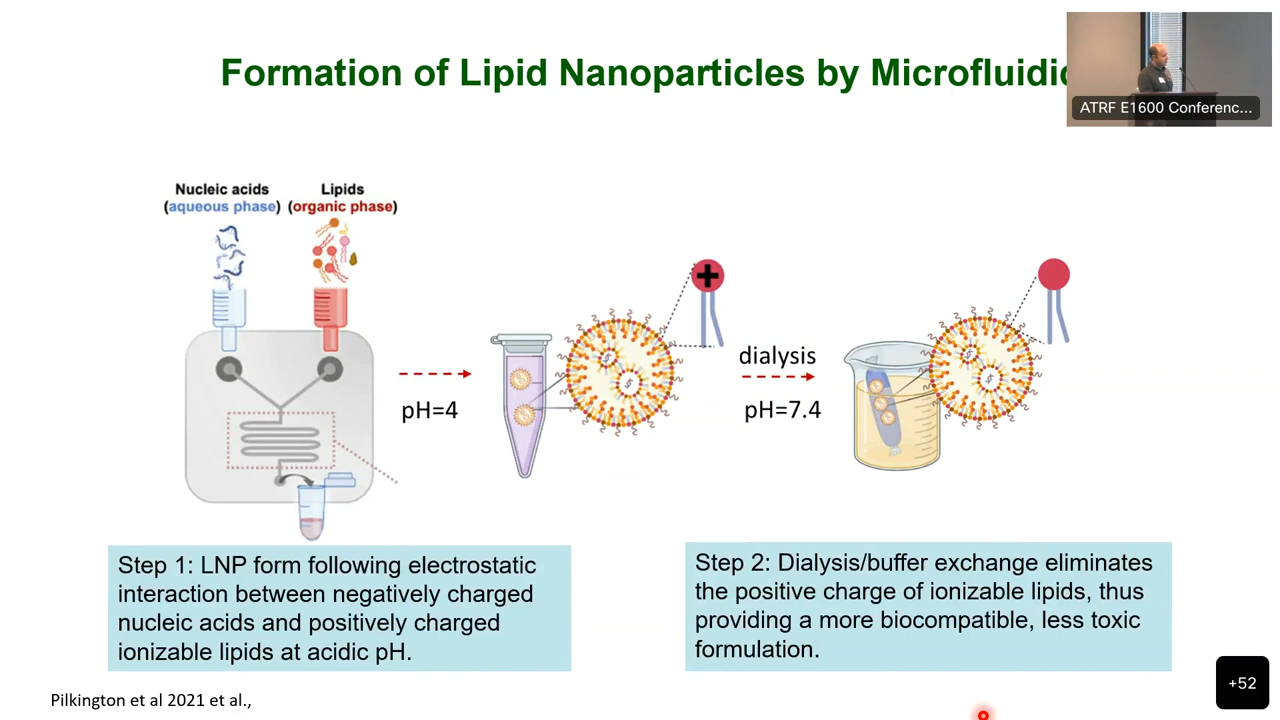 Formation of Lipid Nanoparticles by Microfluidic
ATRF E1600 Conferenc...
Nucleic acids
(aqueous phase)
Lipids
(organic phase)
pH=4
dialysis
pH=7.4
Step 1: LNP form following electrostatic
interaction between negatively charged
nucleic acids and positively charged
ionizable lipids at acidic pH.
Step 2: Dialysis/buffer exchange eliminates
the positive charge of ionizable lipids, thus
providing a more biocompatible, less toxic
formulation.
Pilkington et al 2021 et al.,
+52